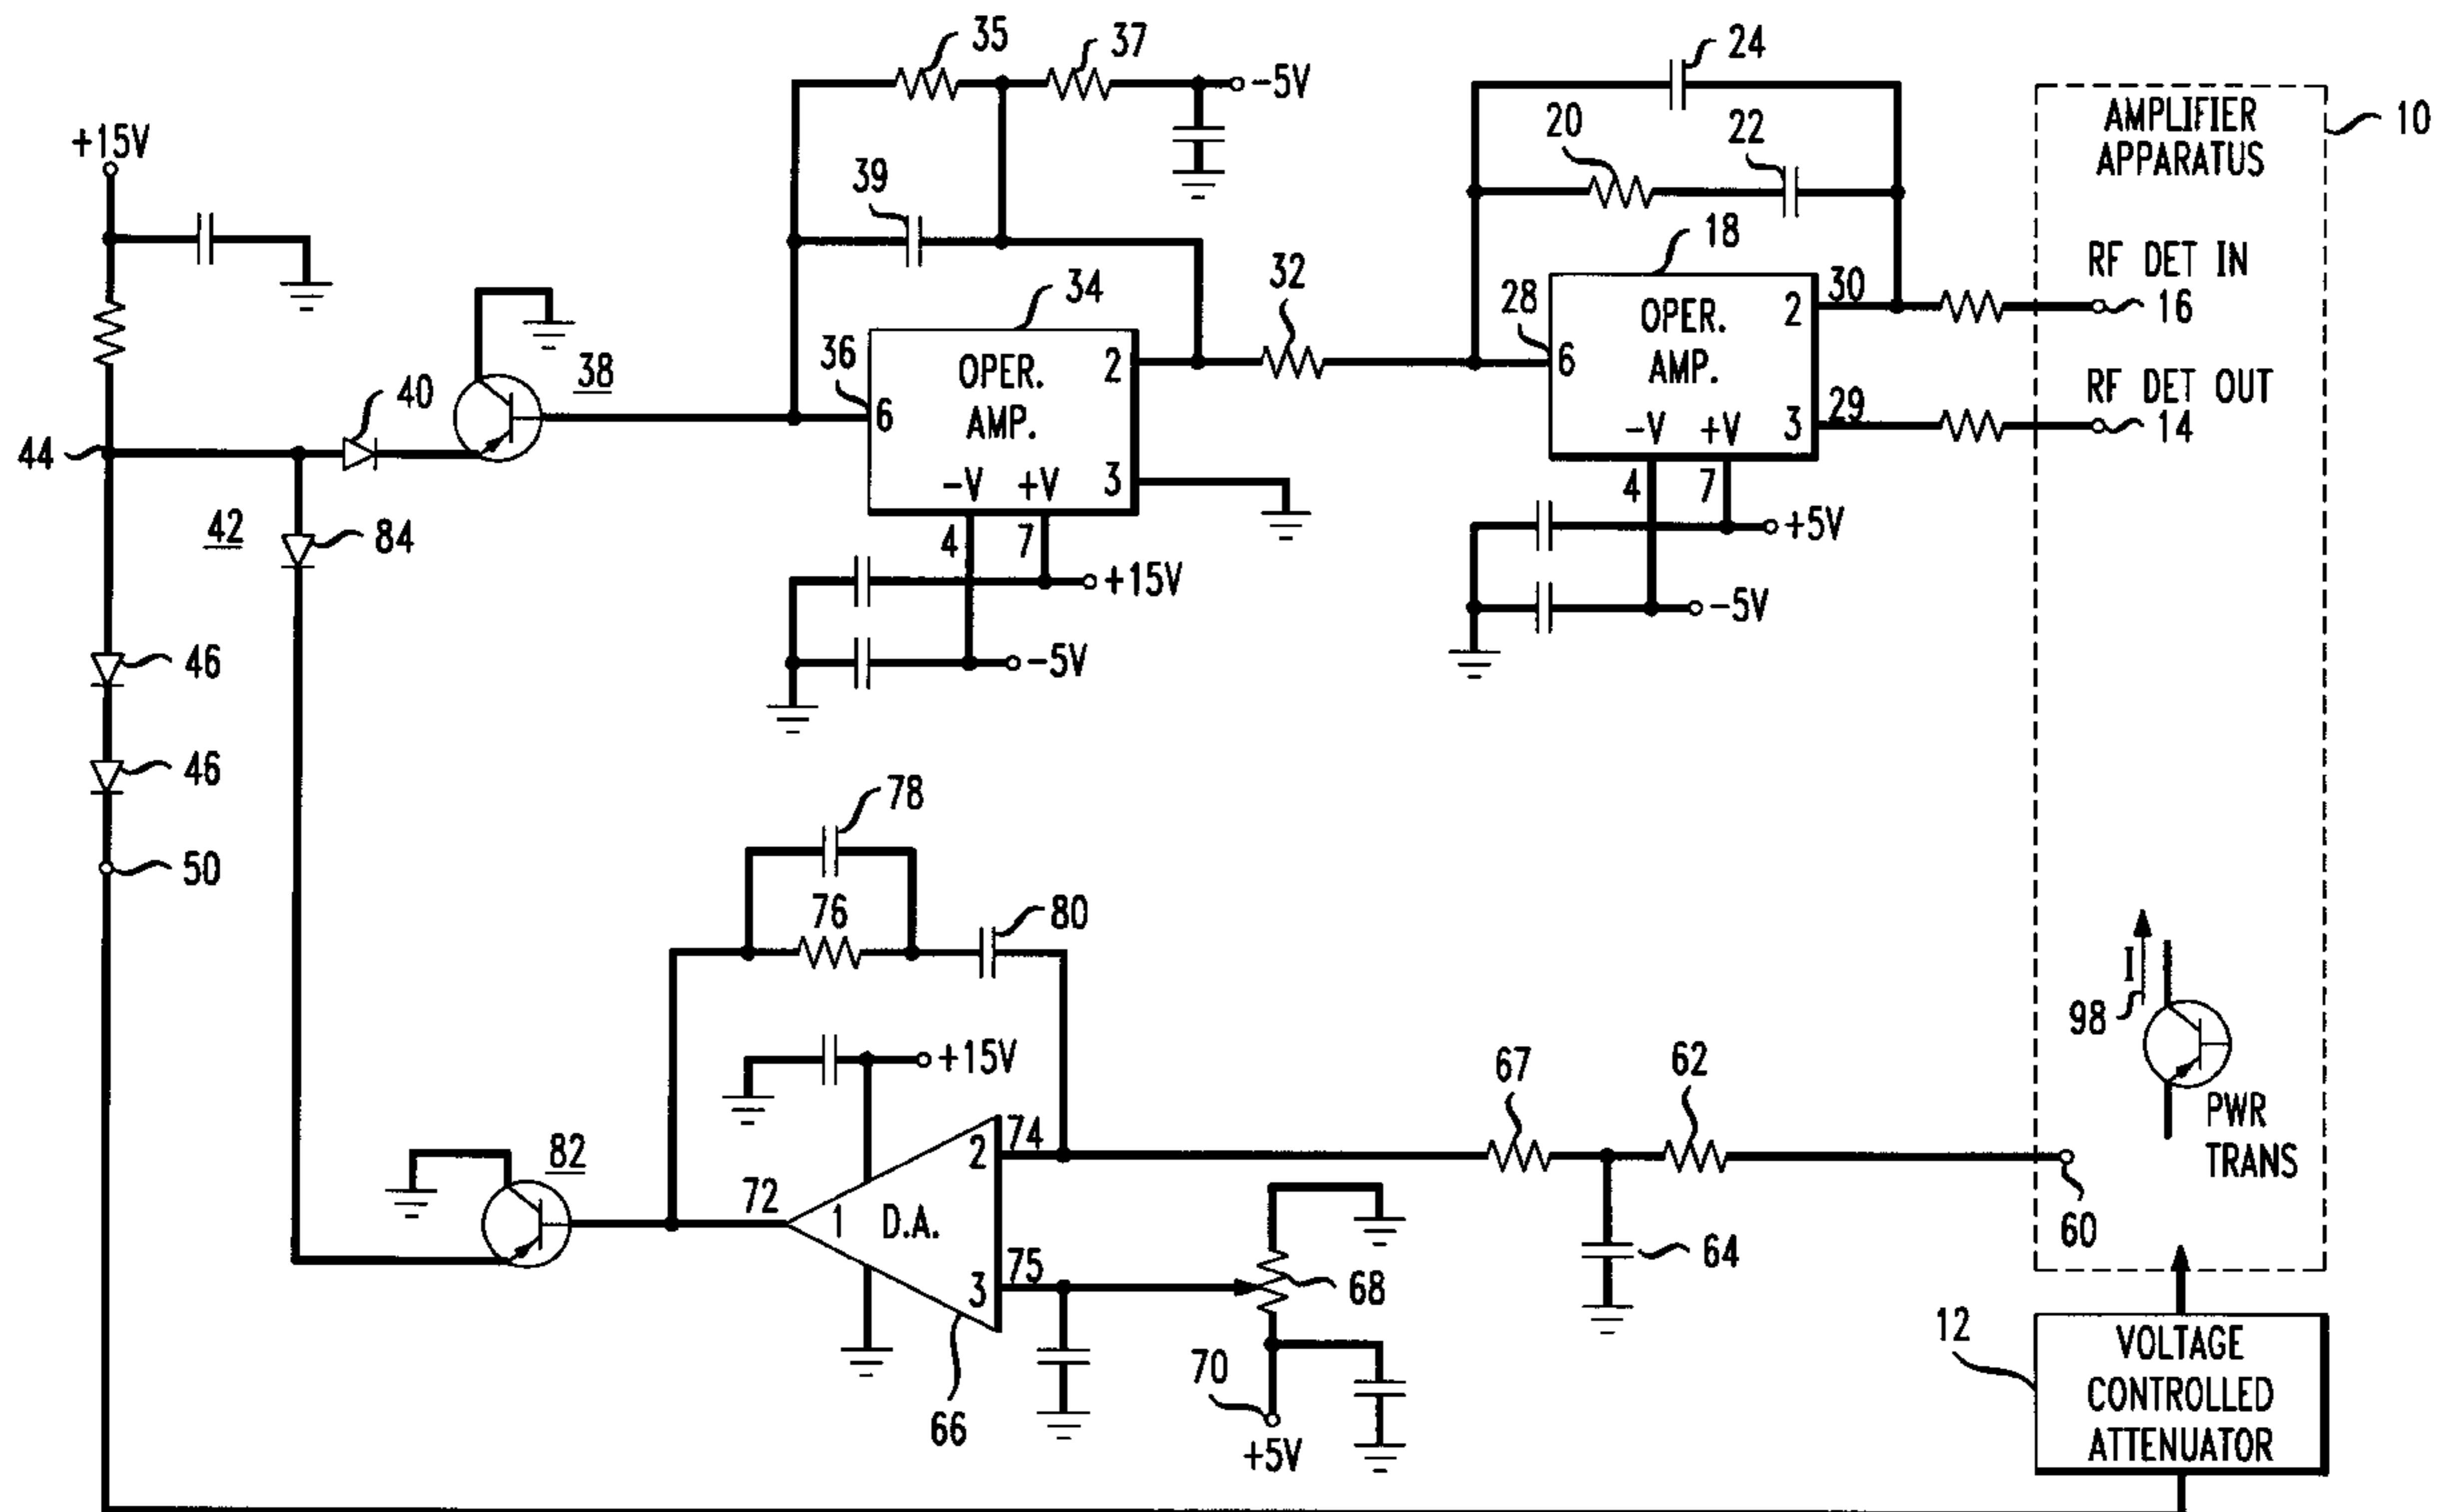 35
37
24
-5V
20
22
AMPLIFIER
APPARATUS
10
+15V
39
18
RF DET IN
34
32
28
30
2
16
OPER.
AMP.
6
38
36
OPER.
AMP.
2
6
40
RF DET OUT
29
3
14
-V +V
44
-V +V
3
4 7
42
84
4 7
+5V
+15V
-5V
46
-5V
46
78
50
76
80
I
98
+15V
67
62
PWR
TRANS
82
74
2
72
1
D.A.
60
75
3
64
68
12
VOLTAGE
CONTROLLED
ATTENUATOR
70
66
+5V